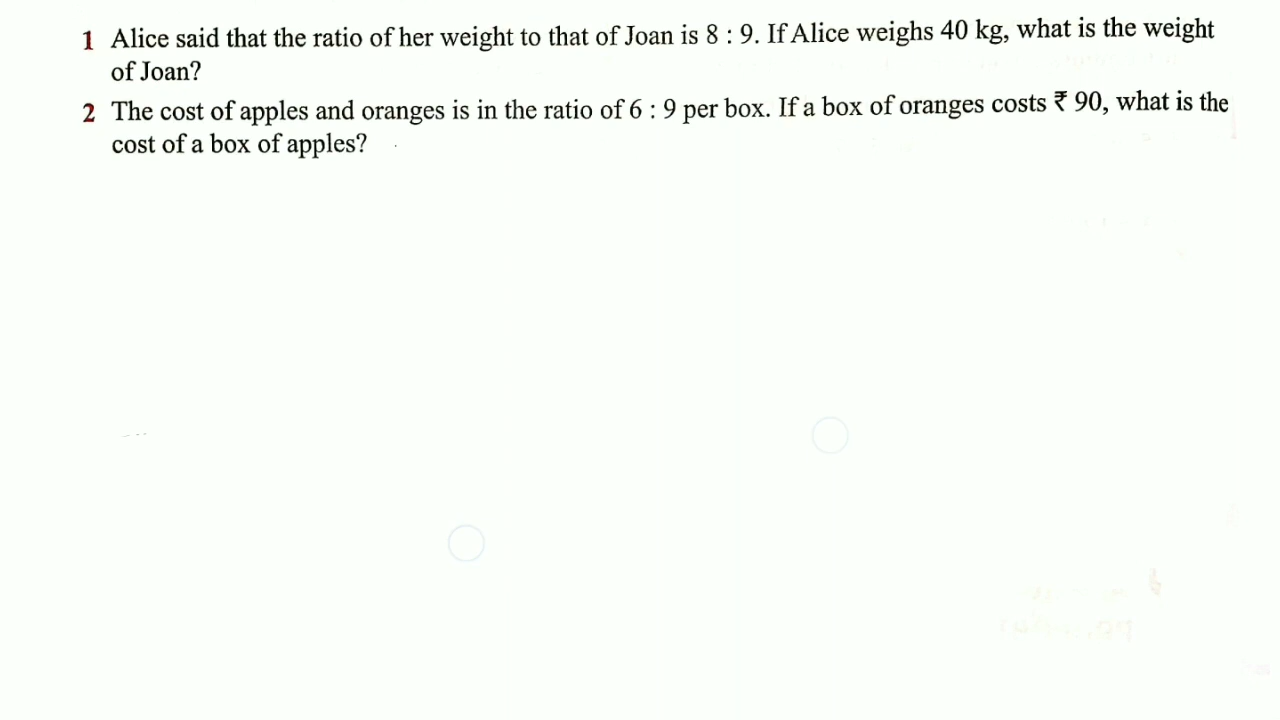 1 Alice said that the ratio of her weight to that of Joan is 8 : 9. If Alice weighs 40 kg, what is the weight
of Joan?
2 The cost of apples and oranges is in the ratio of 6 : 9 per box. If a box of oranges costs ₹ 90, what is the
cost of a box of apples?